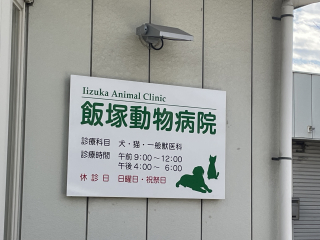 Iizuka Animal Clinic
飯塚動物病院
診療科目 犬・猫・一般獣医科
診療時間 午前 9:00〜12:00
午後 4:00〜 6:00
休診日 日曜日・祝祭日